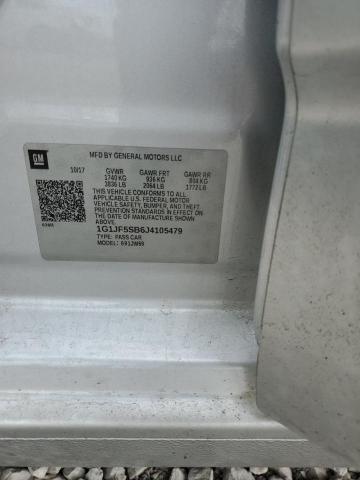 GM
MFD BY GENERAL MOTORS LLC
10/17 GVWR GAWR FRT GAWR RR
1740 KG 936 KG 804 KG
3836 LB 2064 LB 1772 LB
THIS VEHICLE CONFORMS TO ALL
APPLICABLE U.S. FEDERAL MOTOR
VEHICLE SAFETY, BUMPER, AND THEFT
PREVENTION STANDARDS IN EFFECT ON
THE DATE OF MANUFACTURE SHOWN
ABOVE.
1G1JF5SB6J4105479
TYPE: PASS CAR
MODEL: 691JW69